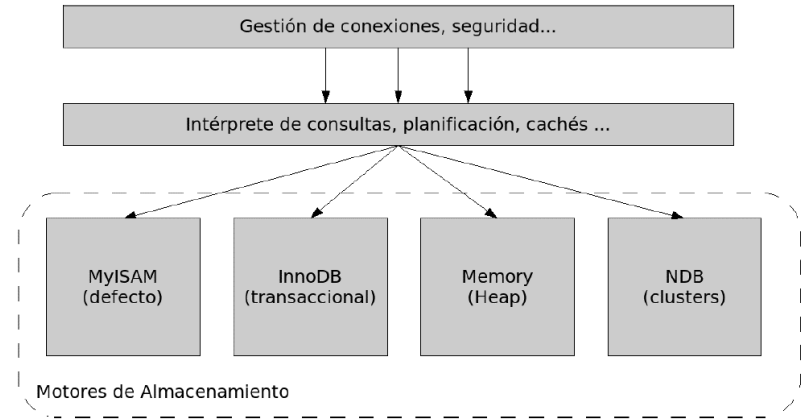 Gestión de conexiones, seguridad...
Intérprete de consultas, planificación, cachés ...
MyISAM
(defecto)
InnoDB
(transaccional)
Memory
(Heap)
NDB
(clusters)
Motores de Almacenamiento